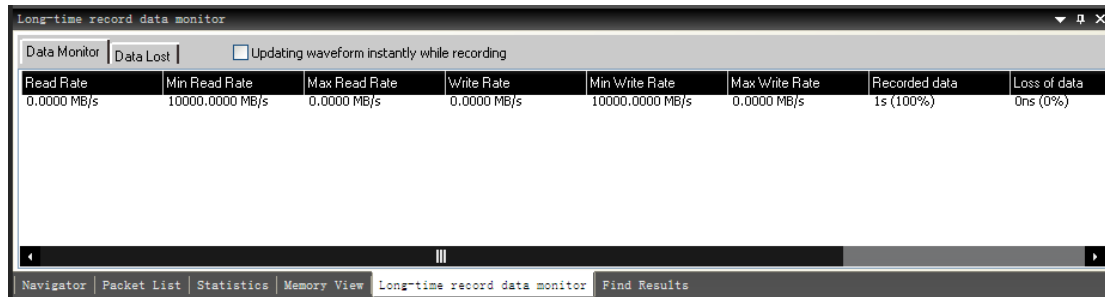 Long-time record data monitor
Data Monitor Data Lost Updating waveform instantly while recording
Read Rate Min Read Rate Max Read Rate Write Rate Min Write Rate Max Write Rate Recorded data Loss of data
0.0000 MB/s 10000.0000 MB/s 0.0000 MB/s 0.0000 MB/s 10000.0000 MB/s 0.0000 MB/s 1s (100%) 0ns (0%)
Navigator Packet List Statistics Memory View Long-time record data monitor Find Results